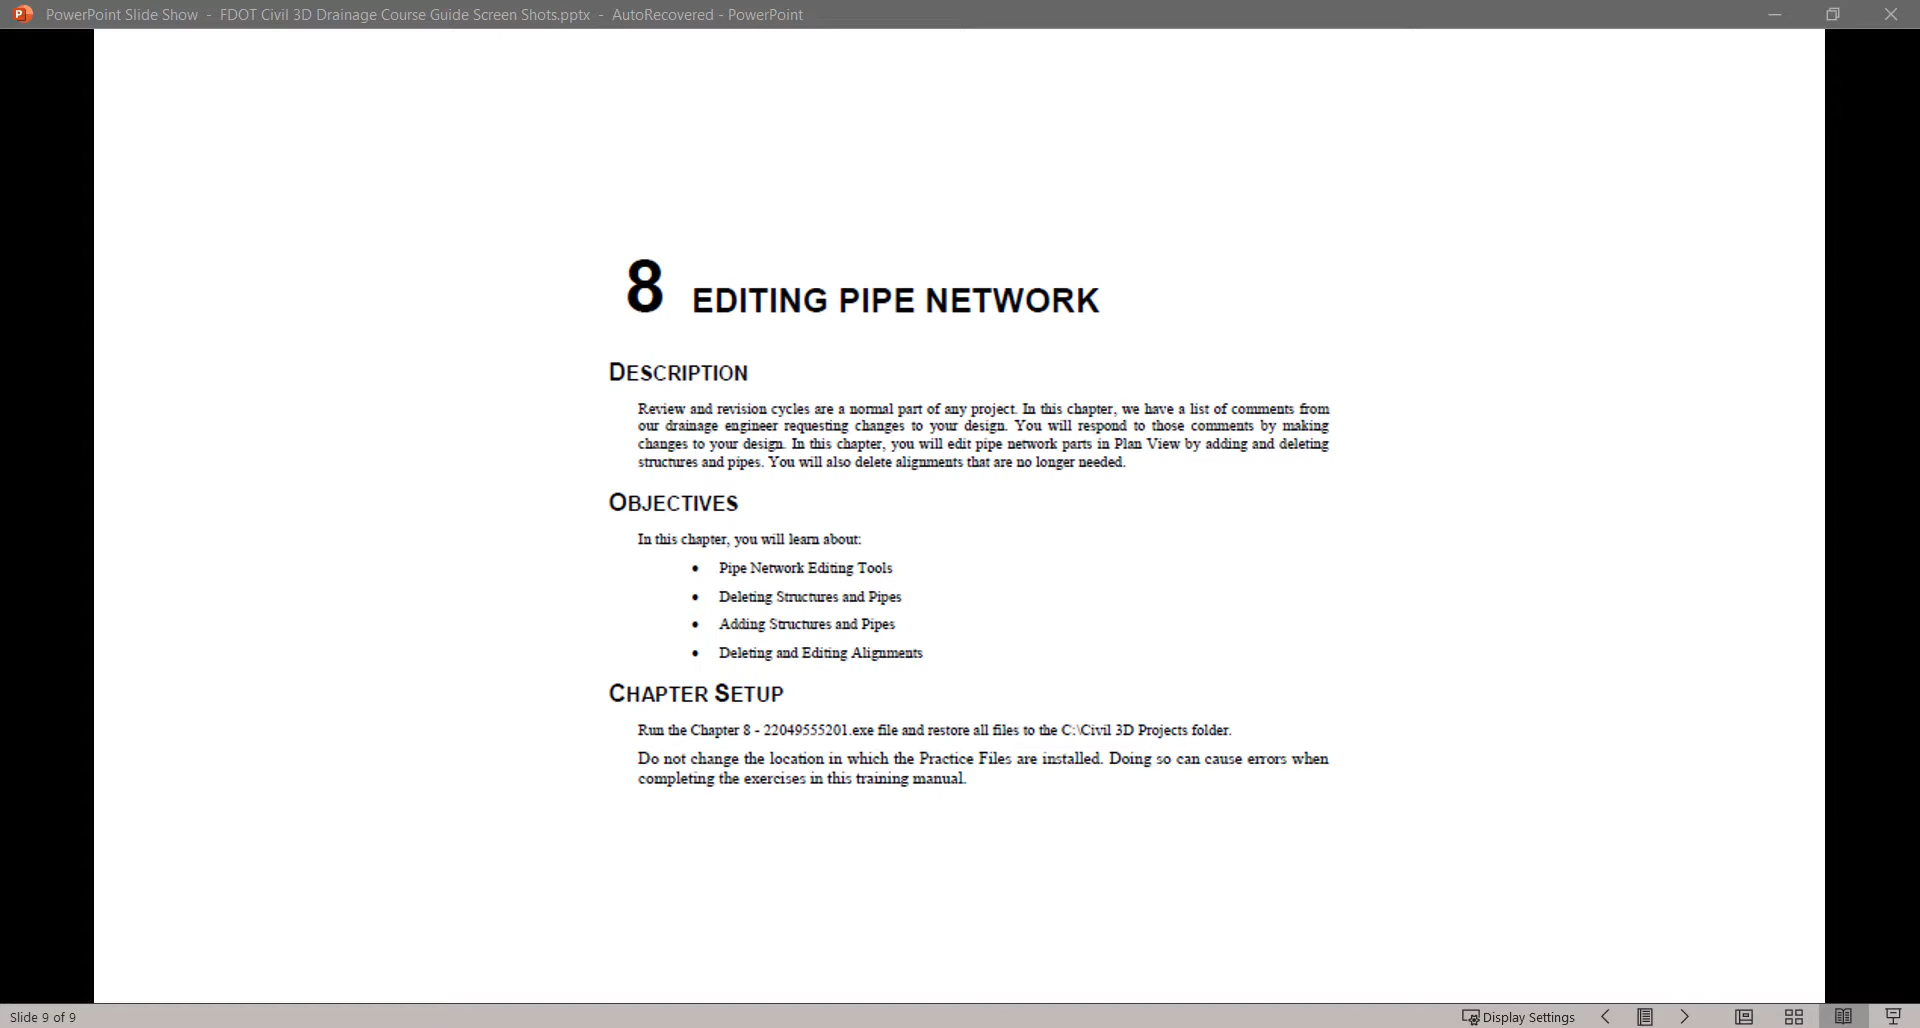 PowerPoint Slide Show - FDOT Civil 3D Drainage Course Guide Screen Shots.pptx - AutoRecovered - PowerPoint
8 EDITING PIPE NETWORK
DESCRIPTION
Review and revision cycles are a normal part of any project. In this chapter, we have a list of comments from
our drainage engineer requesting changes to your design. You will respond to those comments by making
changes to your design. In this chapter, you will edit pipe network parts in Plan View by adding and deleting
structures and pipes. You will also delete alignments that are no longer needed.
OBJECTIVES
In this chapter, you will learn about:
• Pipe Network Editing Tools
• Deleting Structures and Pipes
• Adding Structures and Pipes
• Deleting and Editing Alignments
CHAPTER SETUP
Run the Chapter 8 - 22049555201.exe file and restore all files to the C:\Civil 3D Projects folder.
Do not change the location in which the Practice Files are installed. Doing so can cause errors when
completing the exercises in this training manual.
Slide 9 of 9
Display Settings